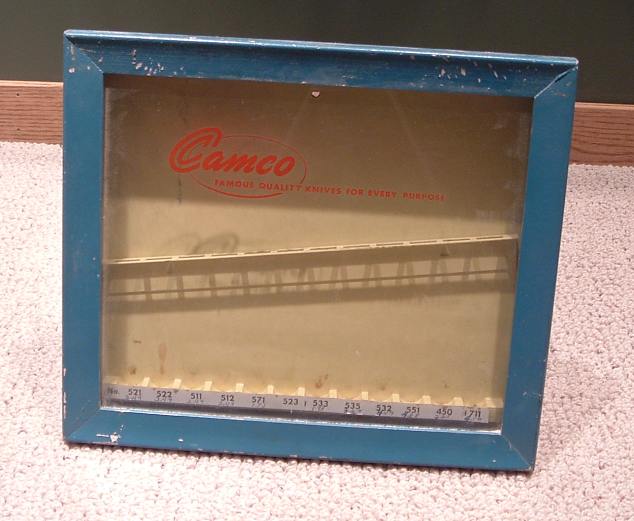 Camco
FAMOUS QUALITY KNIVES FOR EVERY PURPOSE
No. 521 522 511 512 571 523 533 535 532 551 450 711